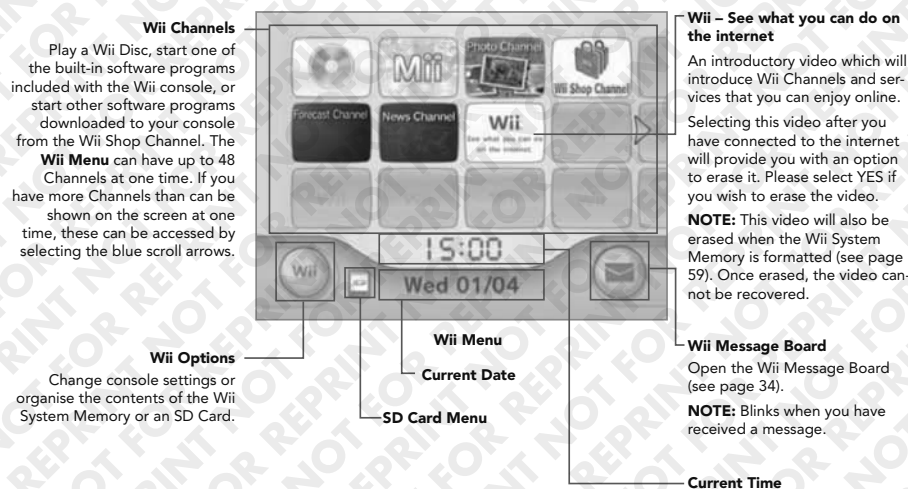 Wii Channels
Play a Wii Disc, start one of
the built-in software programs
included with the Wii console, or
start other software programs
downloaded to your console
from the Wii Shop Channel. The
Wii Menu can have up to 48
Channels at one time. If you
have more Channels than can be
shown on the screen at one
time, these can be accessed by
selecting the blue scroll arrows.
Wii Options
Change console settings or
organise the contents of the Wii
System Memory or an SD Card.
Mii
Photo Channel
Wii Shop Channel
Forecast Channel
News Channel
Wii
See what you can do
on the internet
15:00
Wii
Wed 01/04
Wii Menu
Current Date
SD Card Menu
Wii – See what you can do on
the internet
An introductory video which will
introduce Wii Channels and ser-
vices that you can enjoy online.
Selecting this video after you
have connected to the internet
will provide you with an option
to erase it. Please select YES if
you wish to erase the video.
NOTE: This video will also be
erased when the Wii System
Memory is formatted (see page
59). Once erased, the video can-
not be recovered.
Wii Message Board
Open the Wii Message Board
(see page 34).
NOTE: Blinks when you have
received a message.
Current Time
NOT FOR REPRINT